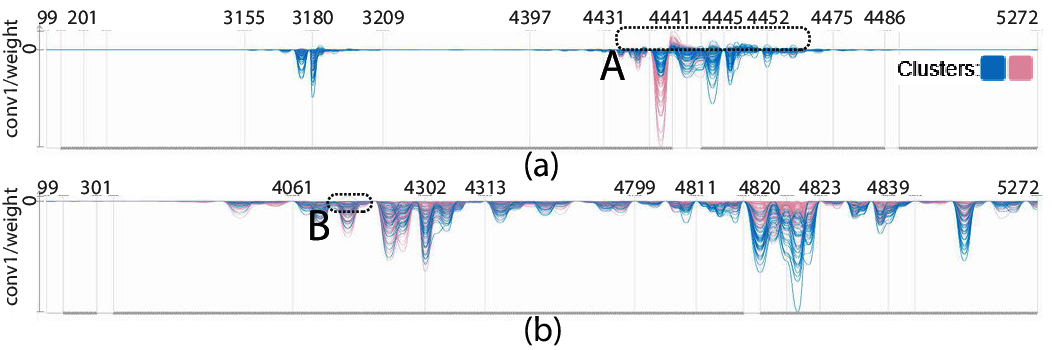 99 201 3155 3180 3209 4397 4431 4441 4445 4452 4475 4486 5272
0
conv1/weight
A
Clusters:
(a)
99 301 4061 4302 4313 4799 4811 4820 4823 4839 5272
0
conv1/weight
B
(b)